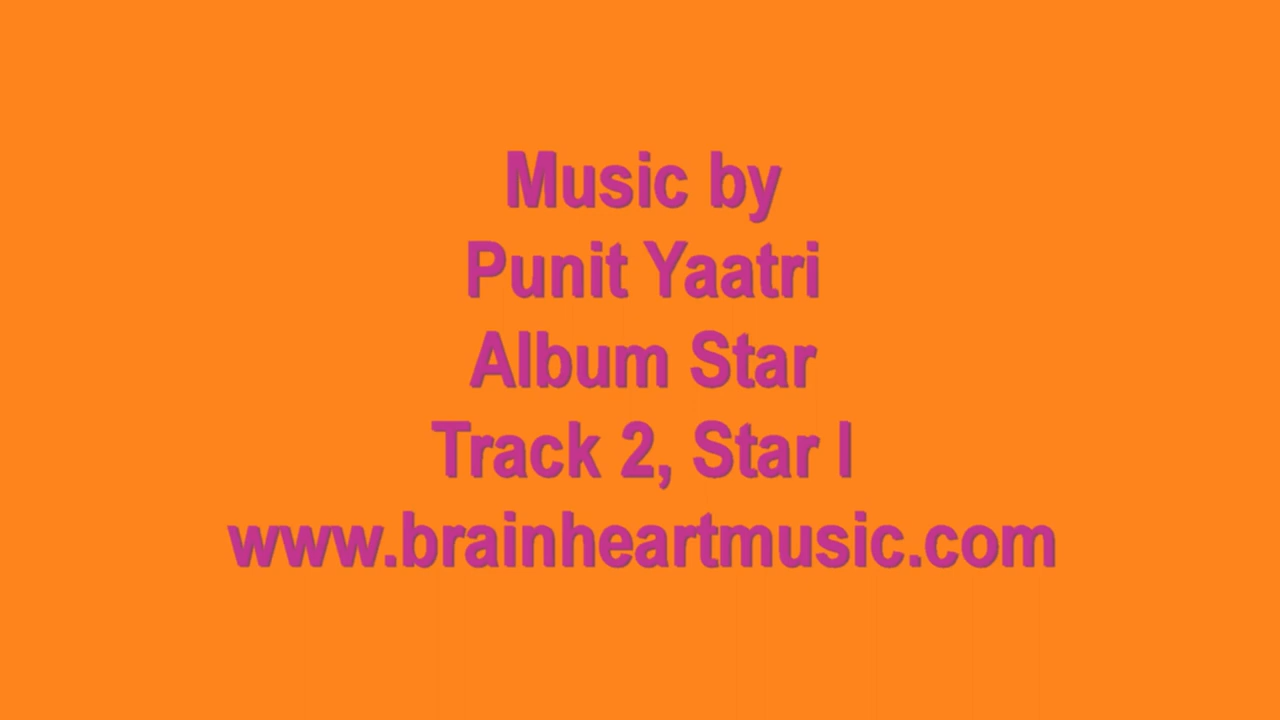 Music by
Punit Yaatri
Album Star
Track 2, Star I
www.brainheartmusic.com